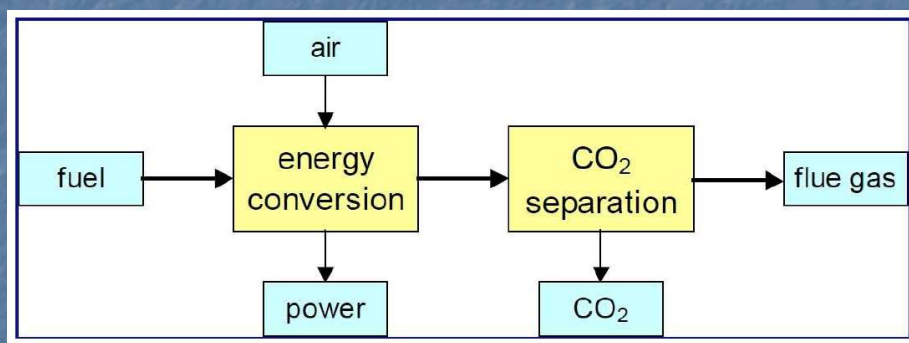 air
fuel
energy
conversion
CO₂
separation
flue gas
power
CO₂